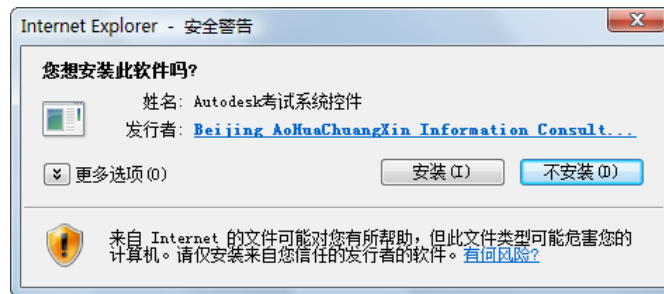 Internet Explorer - 安全警告
您想安装此软件吗?
姓名: Autodesk考试系统控件
发行者: Beijing AoHuaChuangXin Information Consult...
更多选项(O)
安装(I)
不安装(D)
来自 Internet 的文件可能对您有所帮助，但此文件类型可能危害您的
计算机。请仅安装来自您信任的发行者的软件。有何风险?